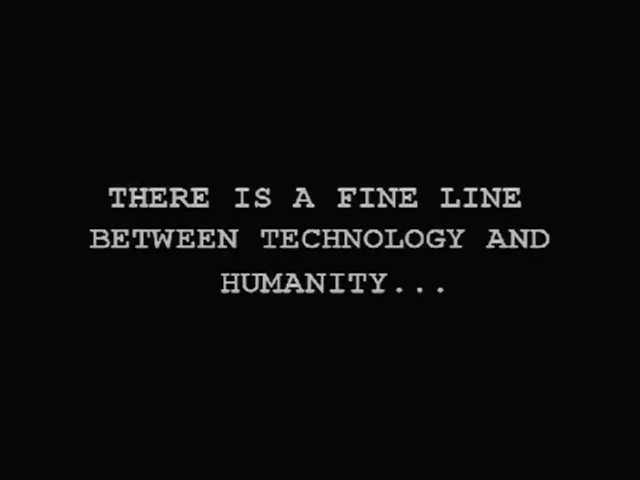 THERE IS A FINE LINE
BETWEEN TECHNOLOGY AND
HUMANITY...